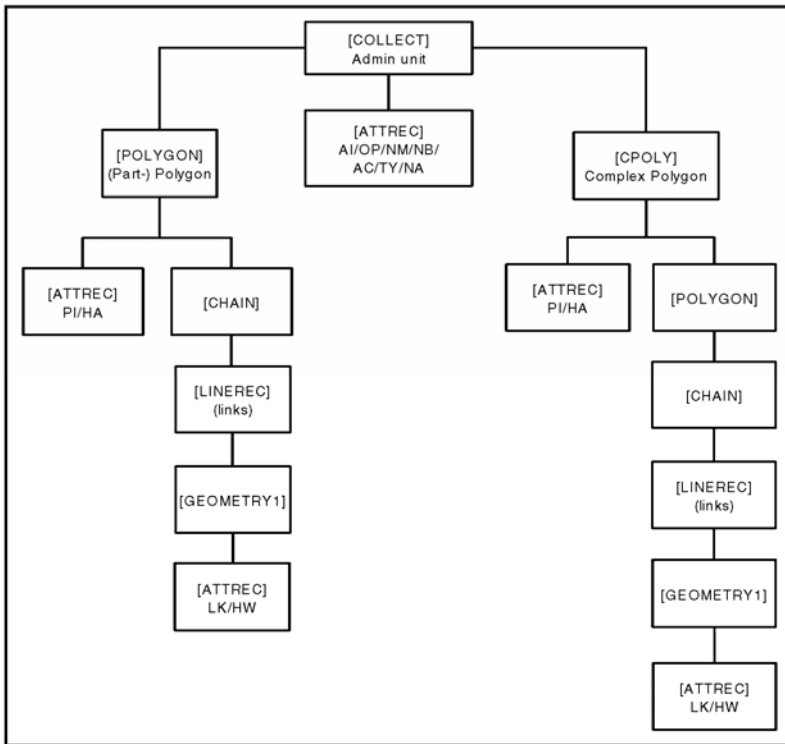 [COLLECT]
Admin unit
[ATTREC]
AI/OP/NM/NB/
AC/TY/NA
[POLYGON]
(Part-) Polygon
[CPOLY]
Complex Polygon
[ATTREC]
PI/HA
[CHAIN]
[ATTREC]
PI/HA
[POLYGON]
[LINEREC]
(links)
[CHAIN]
[GEOMETRY1]
[LINEREC]
(links)
[ATTREC]
LK/HW
[GEOMETRY1]
[ATTREC]
LK/HW